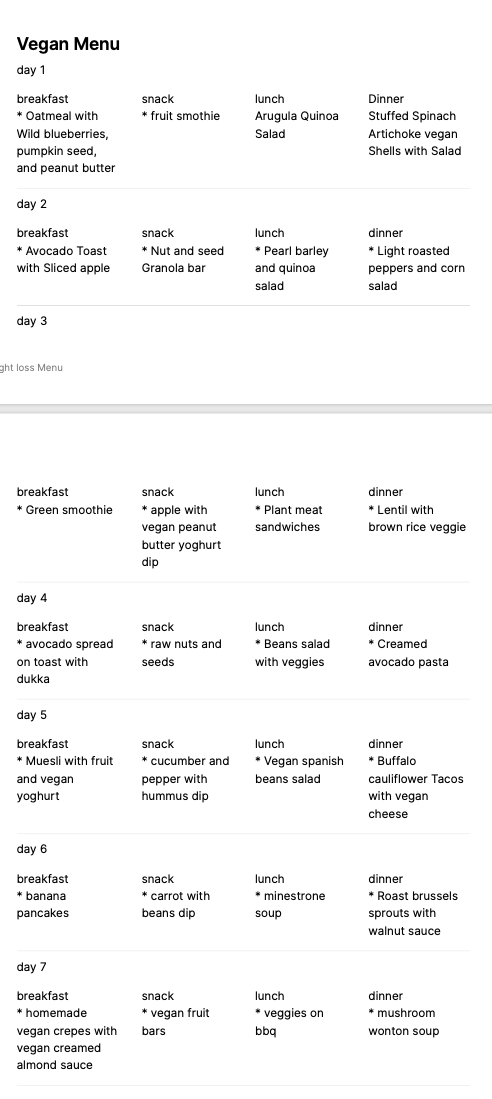 Vegan Menu
day 1
breakfast
* Oatmeal with
Wild blueberries,
pumpkin seed,
and peanut butter
snack
* fruit smothie
lunch
Arugula Quinoa
Salad
Dinner
Stuffed Spinach
Artichoke vegan
Shells with Salad
day 2
breakfast
* Avocado Toast
with Sliced apple
snack
* Nut and seed
Granola bar
lunch
* Pearl barley
and quinoa
salad
dinner
* Light roasted
peppers and corn
salad
day 3
ght loss Menu
breakfast
* Green smoothie
snack
* apple with
vegan peanut
butter yoghurt
dip
lunch
* Plant meat
sandwiches
dinner
* Lentil with
brown rice veggie
day 4
breakfast
* avocado spread
on toast with
dukka
snack
* raw nuts and
seeds
lunch
* Beans salad
with veggies
dinner
* Creamed
avocado pasta
day 5
breakfast
* Muesli with fruit
and vegan
yoghurt
snack
* cucumber and
pepper with
hummus dip
lunch
* Vegan spanish
beans salad
dinner
* Buffalo
cauliflower Tacos
with vegan
cheese
day 6
breakfast
* banana
pancakes
snack
* carrot with
beans dip
lunch
* minestrone
soup
dinner
* Roast brussels
sprouts with
walnut sauce
day 7
breakfast
* homemade
vegan crepes with
vegan creamed
almond sauce
snack
* vegan fruit
bars
lunch
* veggies on
bbq
dinner
* mushroom
wonton soup